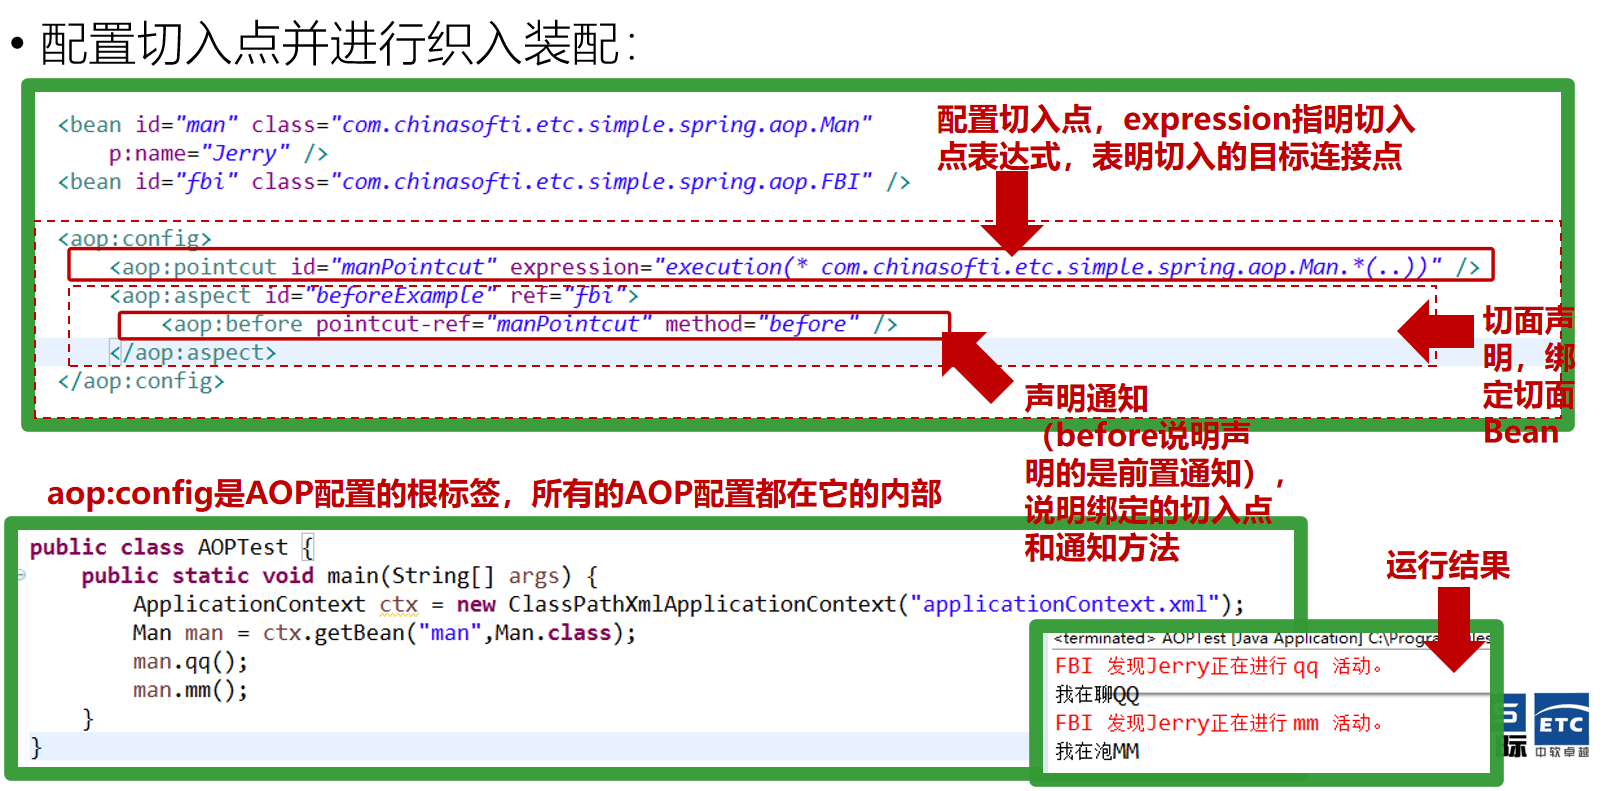 • 配置切入点并进行织入装配：
<bean id="man" class="com.chinasofti.etc.simple.spring.aop.Man"
p:name="Jerry" />
<bean id="fbi" class="com.chinasofti.etc.simple.spring.aop.FBI" />
配置切入点，expression指明切入
点表达式，表明切入的目标连接点
<aop:config>
<aop:pointcut id="manPointcut" expression="execution(* com.chinasofti.etc.simple.spring.aop.Man.*(..))" />
<aop:aspect id="beforeExample" ref="fbi">
<aop:before pointcut-ref="manPointcut" method="before" />
</aop:aspect>
</aop:config>
切面声
明，绑
定切面
Bean
声明通知
（before说明声
明的是前置通知），
说明绑定的切入点
和通知方法
aop:config是AOP配置的根标签，所有的AOP配置都在它的内部
public class AOPTest {
public static void main(String[] args) {
ApplicationContext ctx = new ClassPathXmlApplicationContext("applicationContext.xml");
Man man = ctx.getBean("man",Man.class);
man.qq();
man.mm();
}
}
运行结果
<terminated> AOPTest [Java Application] C:\Program Files
FBI 发现Jerry正在进行 qq 活动。
我在聊QQ
FBI 发现Jerry正在进行 mm 活动。
我在泡MM
际
ETC
中软卓越